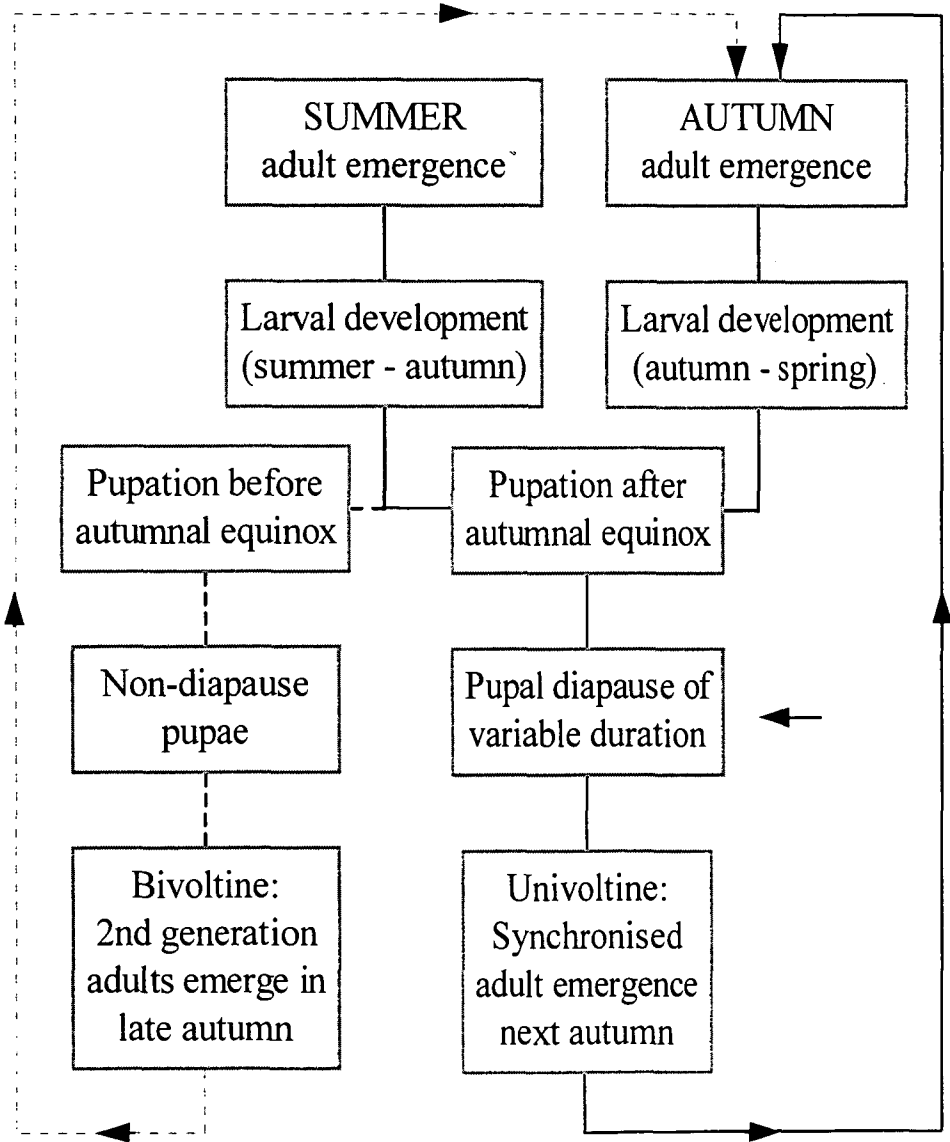 SUMMER
adult emergence
AUTUMN
adult emergence
Larval development
(summer - autumn)
Larval development
(autumn - spring)
Pupation before
autumnal equinox
Pupation after
autumnal equinox
Non-diapause
pupae
Pupal diapause of
variable duration
Bivoltine:
2nd generation
adults emerge in
late autumn
Univoltine:
Synchronised
adult emergence
next autumn